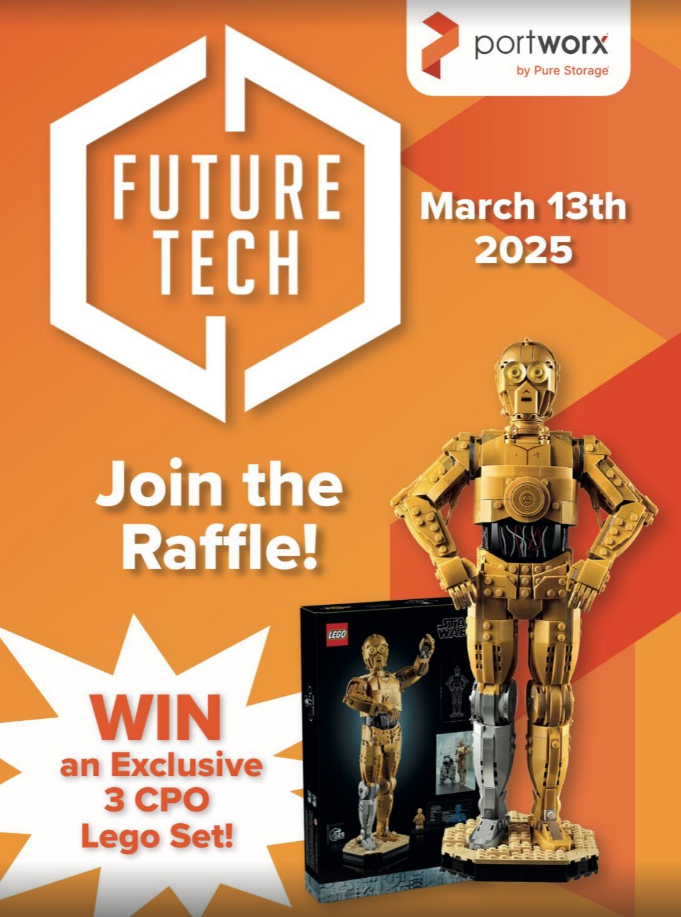 portworx
by Pure Storage
FUTURE
TECH
March 13th
2025
Join the
Raffle!
WIN
an Exclusive
3 CPO
Lego Set!
LEGO
STAR
WARS